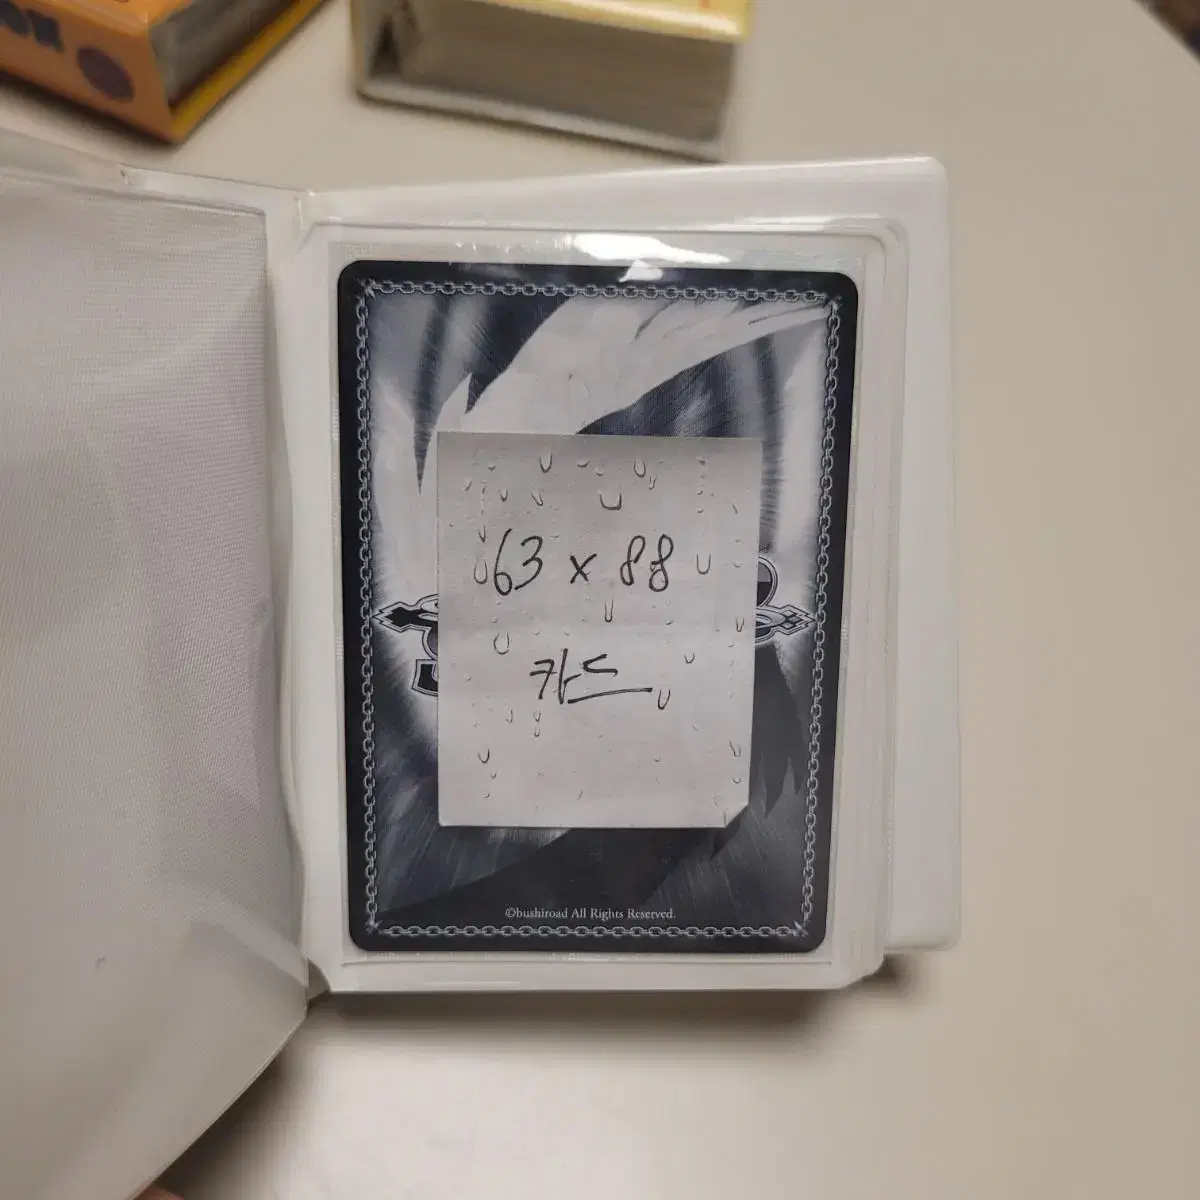 63 x 88
카드
©bushiroad All Rights Reserved.